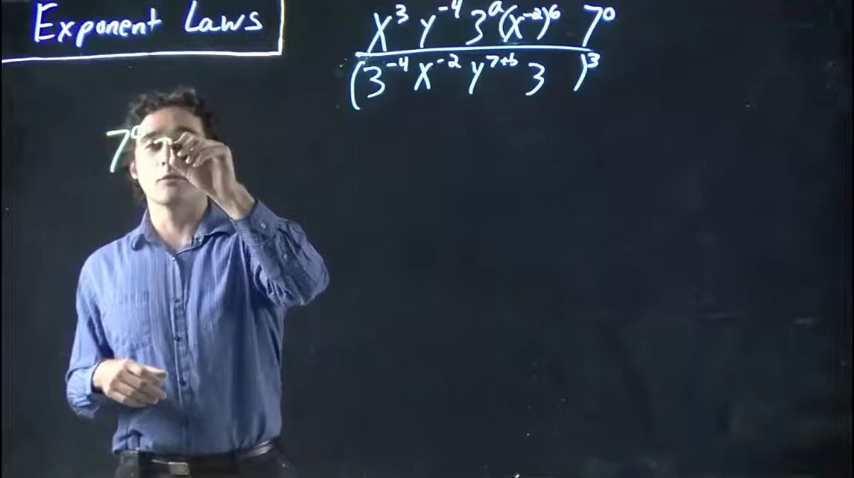 Exponent Laws
x³ y⁻⁴ 3ᵃ (x⁻²)⁶ 7⁰
(3⁻⁴ x⁻² y⁷⁺ᵇ 3 )³
7⁰